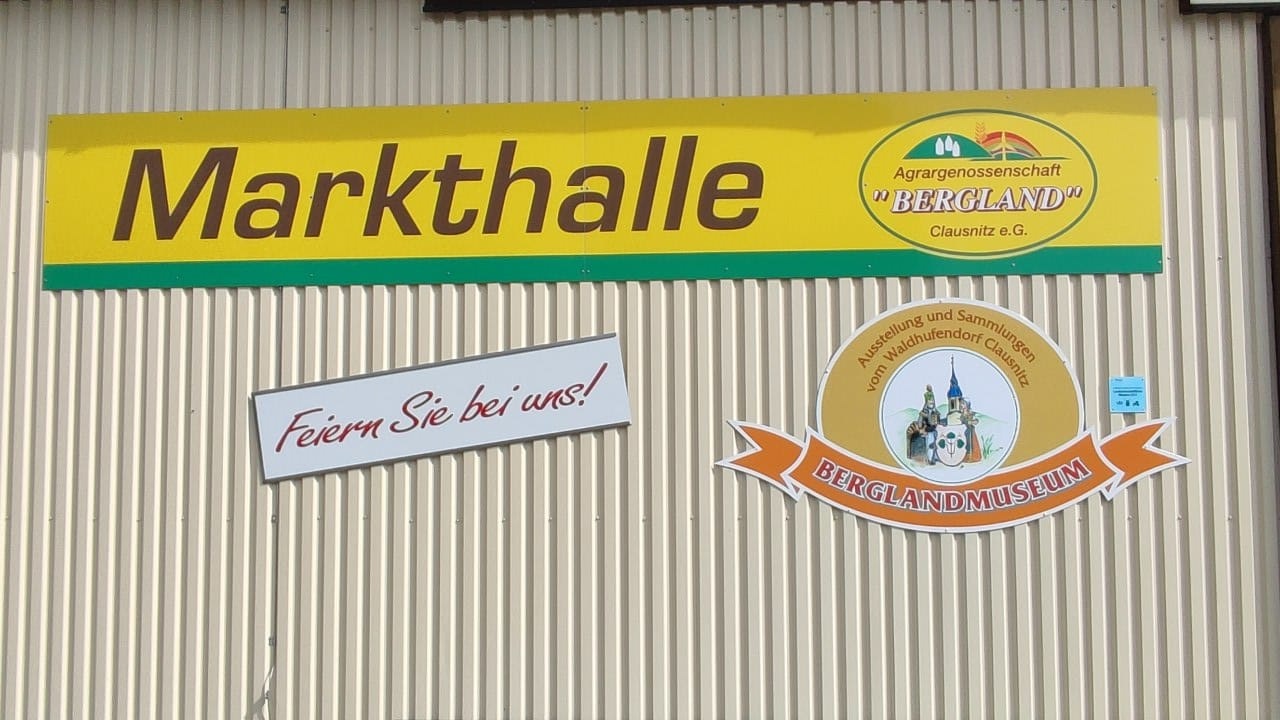 Markthalle
Agrargenossenschaft
"BERGLAND"
Clausnitz e.G.
Feiern Sie bei uns!
Ausstellung und Sammlungen
vom Waldhufendorf Clausnitz
BERGLANDMUSEUM